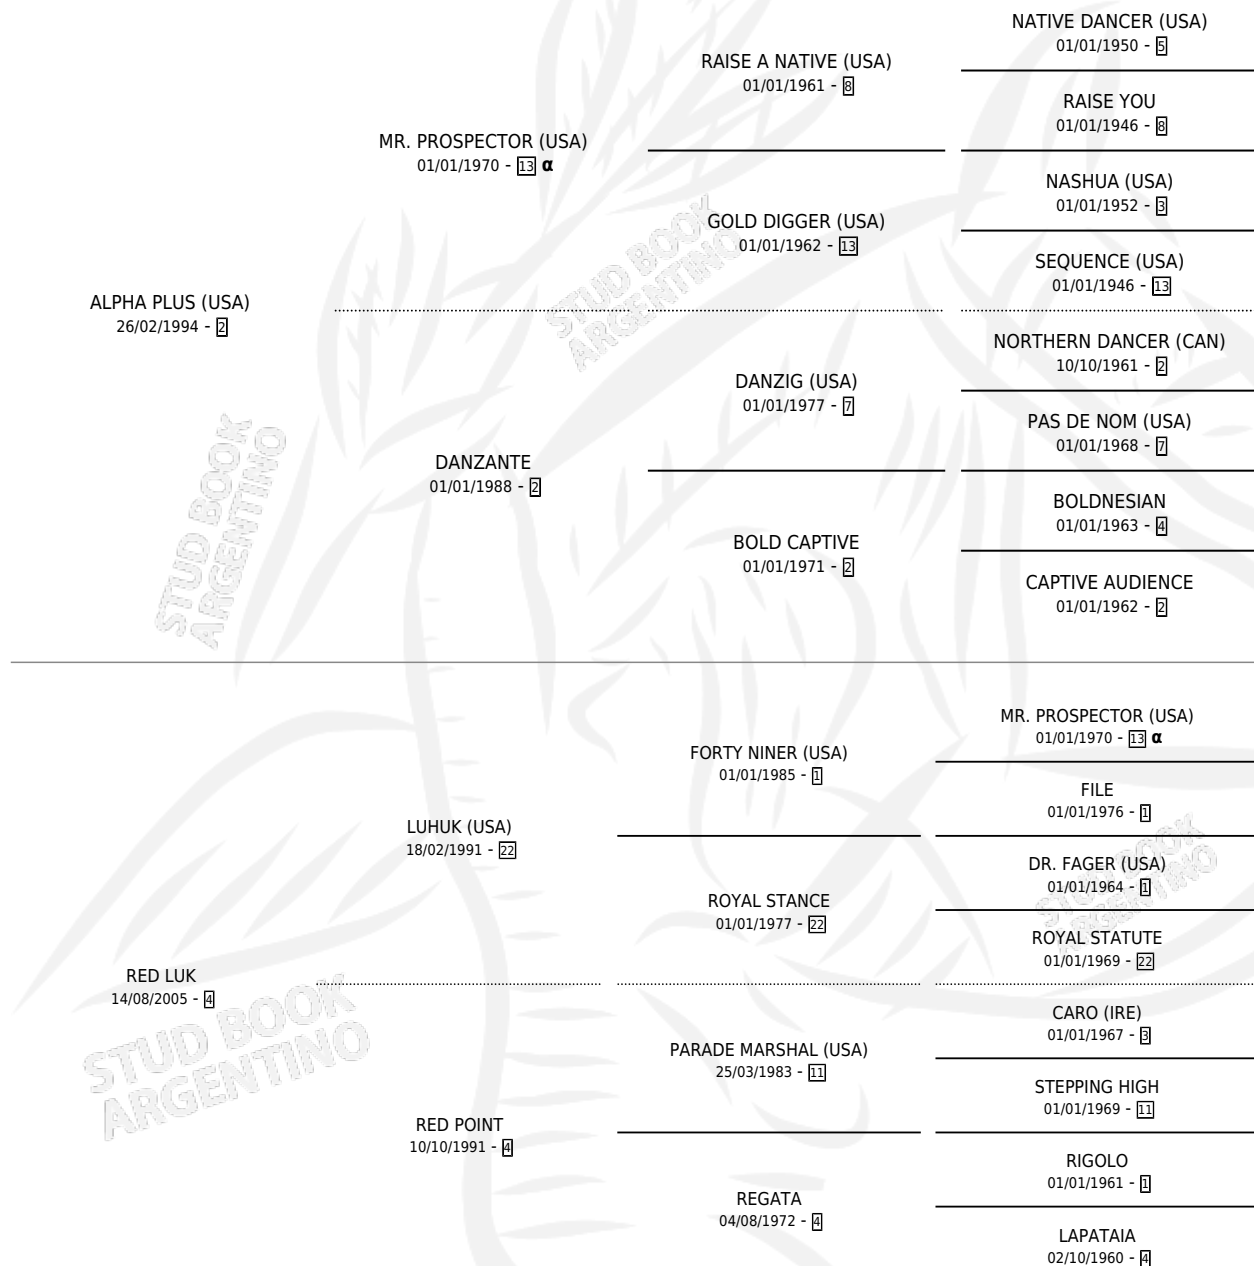 NATIVE DANCER (USA)
01/01/1950 - 5
RAISE A NATIVE (USA)
01/01/1961 - 8
RAISE YOU
01/01/1946 - 8
MR. PROSPECTOR (USA)
01/01/1970 - 13 α
NASHUA (USA)
01/01/1952 - 3
GOLD DIGGER (USA)
01/01/1962 - 13
SEQUENCE (USA)
01/01/1946 - 13
ALPHA PLUS (USA)
26/02/1994 - 2
NORTHERN DANCER (CAN)
10/10/1961 - 2
DANZIG (USA)
01/01/1977 - 7
PAS DE NOM (USA)
01/01/1968 - 7
DANZANTE
01/01/1988 - 2
BOLDNESIAN
01/01/1963 - 4
BOLD CAPTIVE
01/01/1971 - 2
CAPTIVE AUDIENCE
01/01/1962 - 2
MR. PROSPECTOR (USA)
01/01/1970 - 13 α
FORTY NINER (USA)
01/01/1985 - 1
FILE
01/01/1976 - 1
LUHUK (USA)
18/02/1991 - 22
DR. FAGER (USA)
01/01/1964 - 1
ROYAL STANCE
01/01/1977 - 22
ROYAL STATUTE
01/01/1969 - 22
RED LUK
14/08/2005 - 4
CARO (IRE)
01/01/1967 - 3
PARADE MARSHAL (USA)
25/03/1983 - 11
STEPPING HIGH
01/01/1969 - 11
RED POINT
10/10/1991 - 4
RIGOLO
01/01/1961 - 1
REGATA
04/08/1972 - 4
LAPATAIA
02/10/1960 - 4
STUD BOOK
ARGENTINO
STUD BOOK
ARGENTINO
STUD BOOK
ARGENTINO
STUD BOOK
ARGENTINO